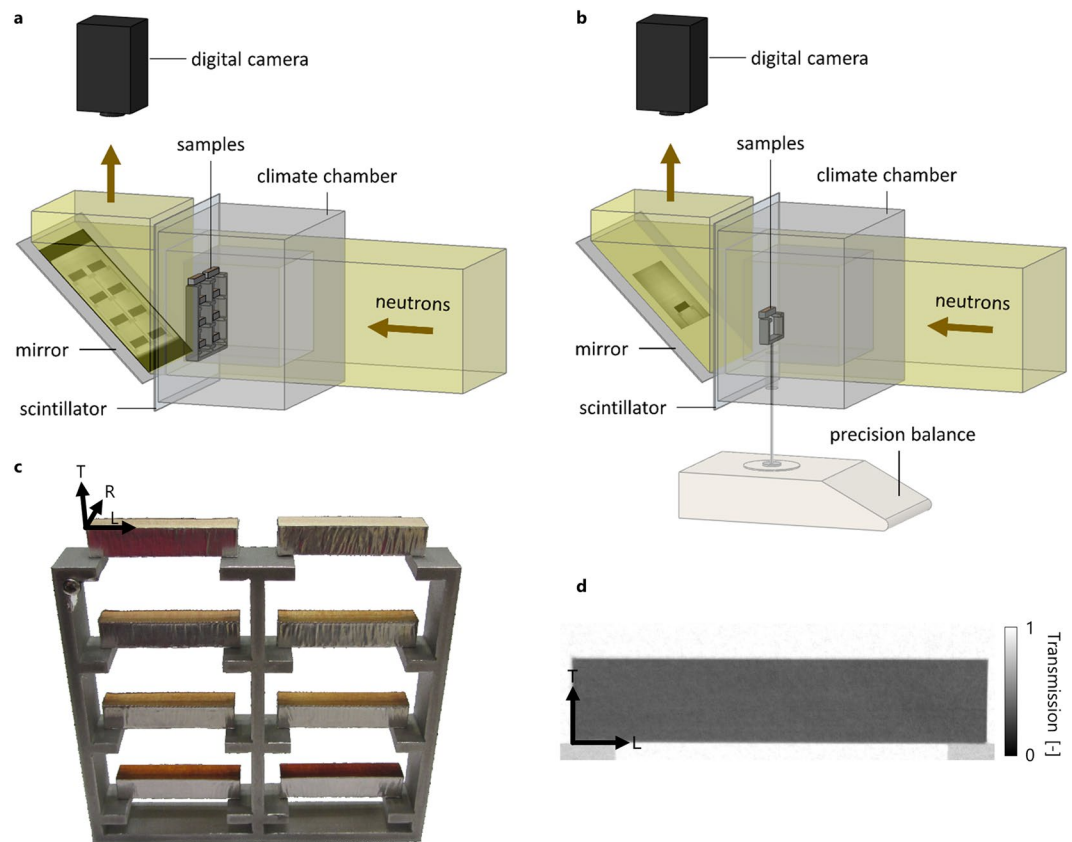 a
digital camera
samples
climate chamber
neutrons
mirror
scintillator
b
digital camera
samples
climate chamber
neutrons
mirror
scintillator
precision balance
c
T
R
L
d
T
L
1
0
Transmission [-]